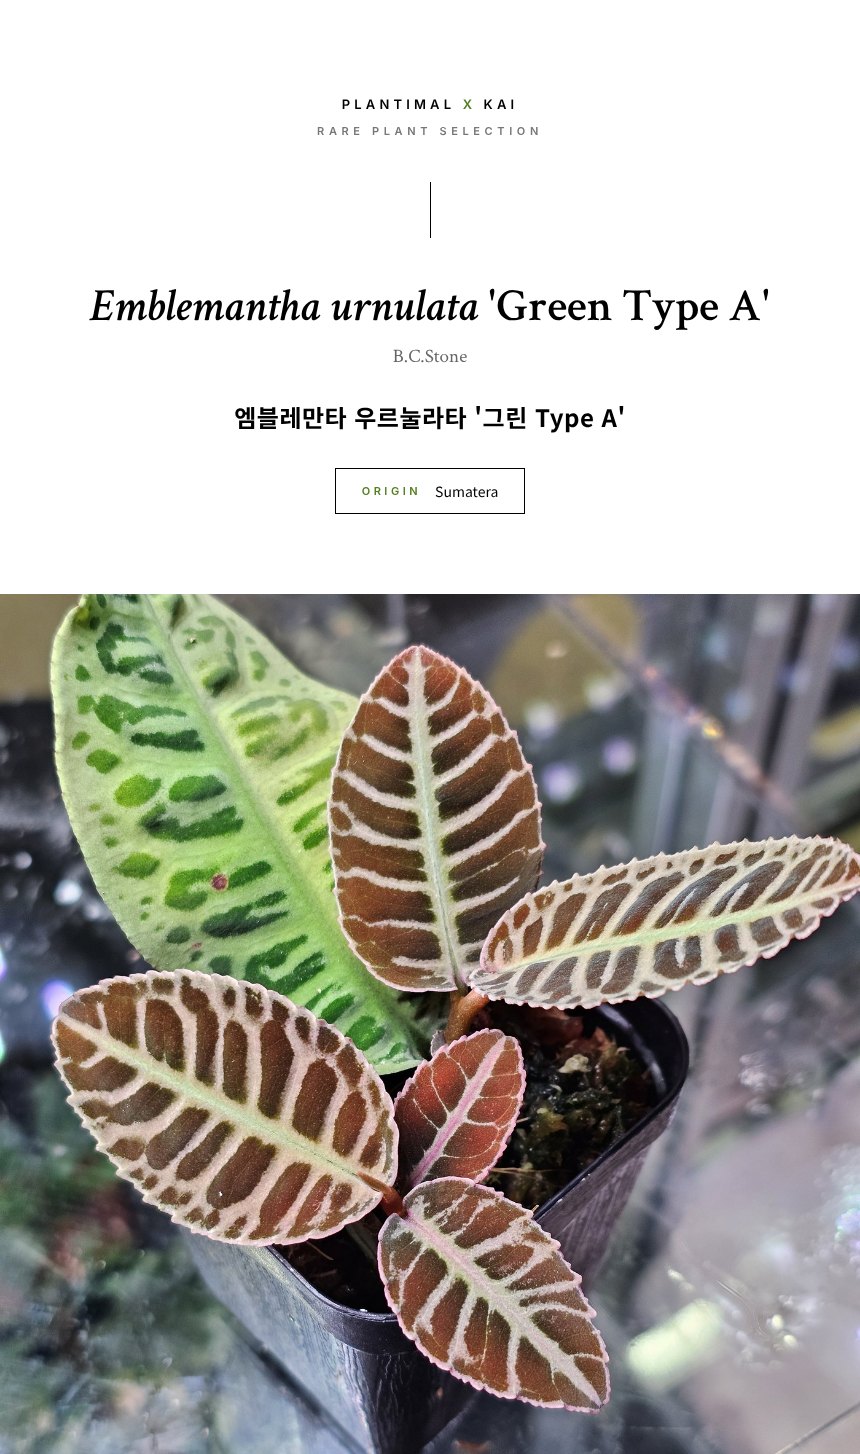 PLANTIMAL X KAI
RARE PLANT SELECTION
Emblemantha urnulata 'Green Type A'
B.C.Stone
엠블레만타 우르눌라타 '그린 Type A'
ORIGIN Sumatera